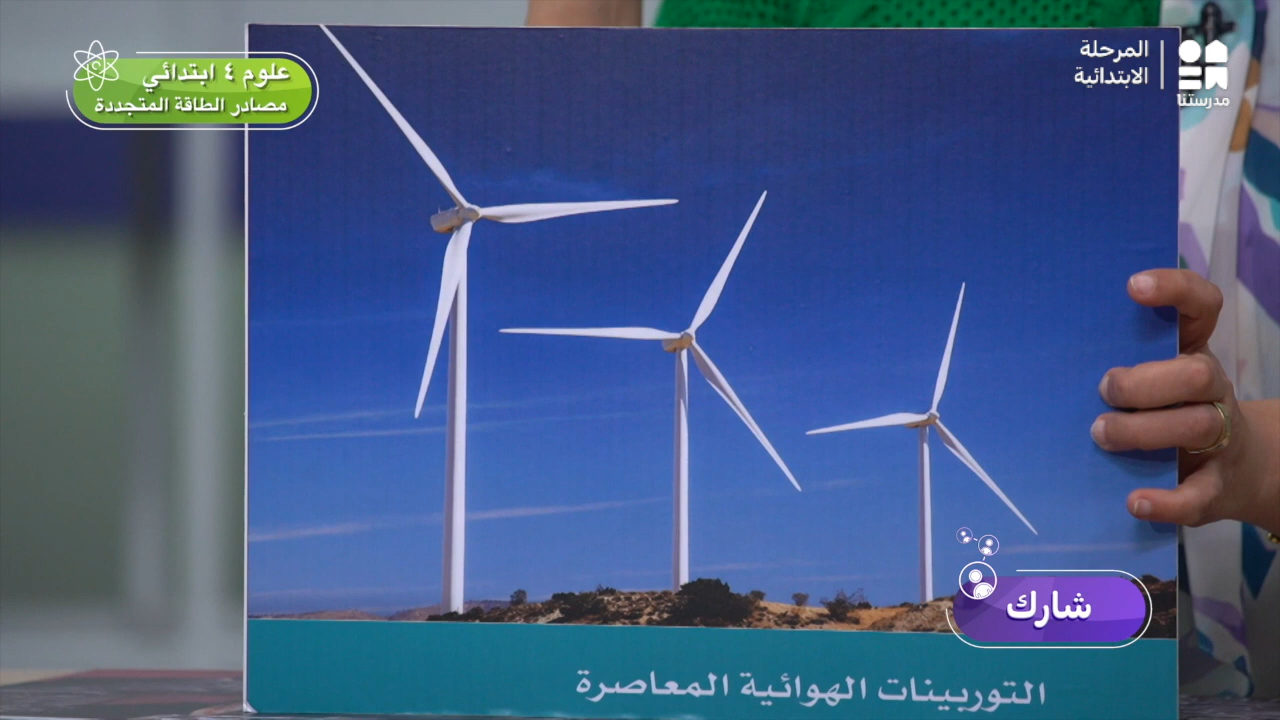 المرحلة
الابتدائية
مدرستنا
علوم ٤ ابتدائي
مصادر الطاقة المتجددة
شارك
التوربينات الهوائية المعاصرة